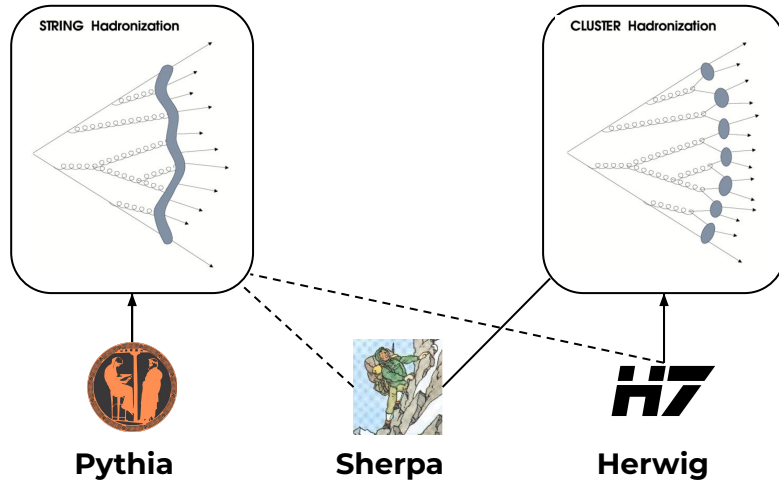 STRING Hadronization
CLUSTER Hadronization
H7
Pythia
Sherpa
Herwig